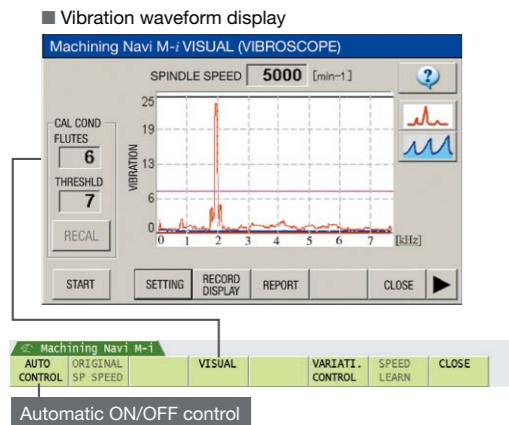 ■ Vibration waveform display
Machining Navi M-i VISUAL (VIBROSCOPE)
SPINDLE SPEED 5000 [min-1]
?
CAL COND
FLUTES
6
THRESHLD
7
RECAL
VIBRATION
25
19
13
6
0
0 1 2 3 4 5 6 7 [kHz]
START SETTING RECORD DISPLAY REPORT CLOSE
Machining Navi M-i
AUTO CONTROL ORIGINAL SP SPEED VISUAL VARIATI. CONTROL SPEED LEARN CLOSE
Automatic ON/OFF control